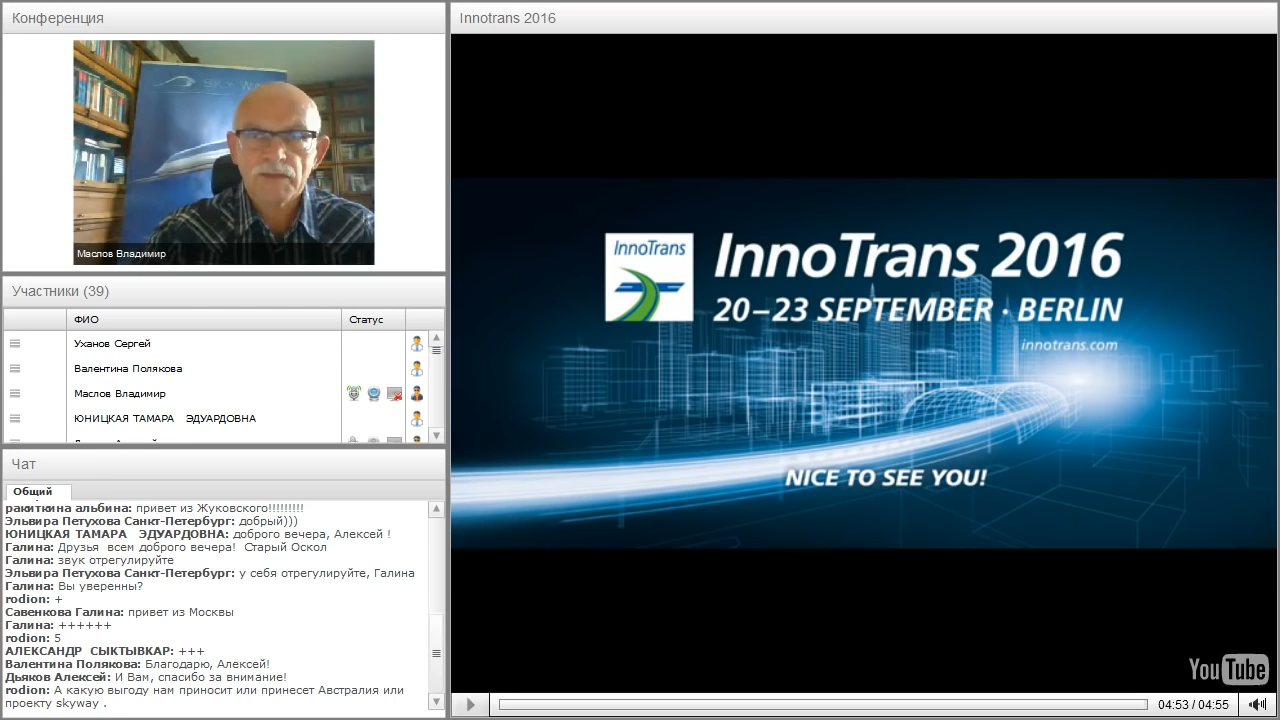 Конференция
SKY WAY
Маслов Владимир
Участники (39)
ФИО
Статус
Уханов Сергей
Валентина Полякова
Маслов Владимир
ЮНИЦКАЯ ТАМАРА ЭДУАРДОВНА
Чат
Общий
ракиткина альбина: привет из Жуковского!!!!!!!!!
Эльвира Петухова Санкт-Петербург: добрый)))
ЮНИЦКАЯ ТАМАРА ЭДУАРДОВНА: доброго вечера, Алексей !
Галина: Друзья всем доброго вечера! Старый Оскол
Галина: звук отрегулируйте
Эльвира Петухова Санкт-Петербург: у себя отрегулируйте, Галина
Галина: Вы уверенны?
rodion: +
Савенкова Галина: привет из Москвы
Галина: ++++++
rodion: 5
АЛЕКСАНДР СЫКТЫВКАР: +++
Валентина Полякова: Благодарю, Алексей!
Дьяков Алексей: И Вам, спасибо за внимание!
rodion: А какую выгоду нам приносит или принесет Австралия или
проекту skyway .
Innotrans 2016
InnoTrans
InnoTrans 2016
20–23 SEPTEMBER · BERLIN
innotrans.com
NICE TO SEE YOU!
YouTube
04:53 / 04:55